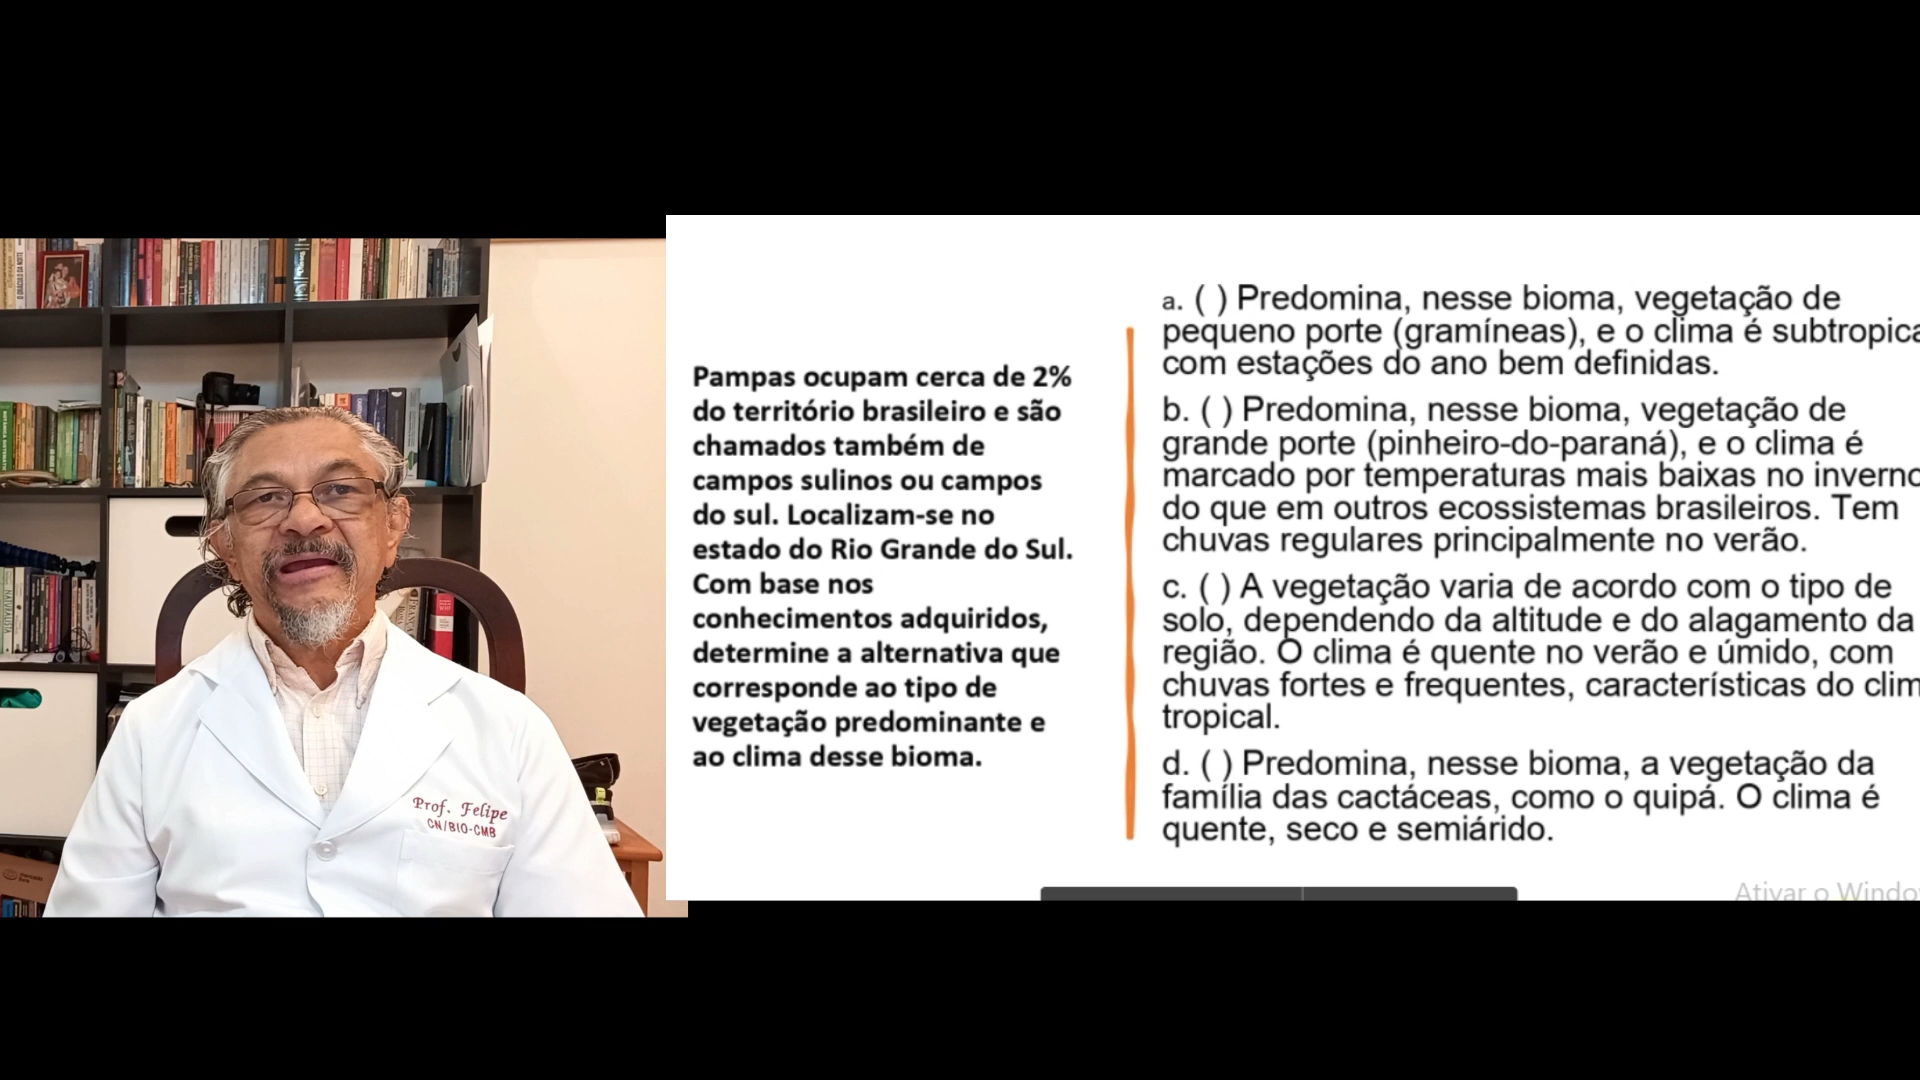 Prof. Felipe
CN/BIO-CMB
Pampas ocupam cerca de 2%
do território brasileiro e são
chamados também de
campos sulinos ou campos
do sul. Localizam-se no
estado do Rio Grande do Sul.
Com base nos
conhecimentos adquiridos,
determine a alternativa que
corresponde ao tipo de
vegetação predominante e
ao clima desse bioma.
a. ( ) Predomina, nesse bioma, vegetação de
pequeno porte (gramíneas), e o clima é subtropica
com estações do ano bem definidas.
b. ( ) Predomina, nesse bioma, vegetação de
grande porte (pinheiro-do-paraná), e o clima é
marcado por temperaturas mais baixas no inverno
do que em outros ecossistemas brasileiros. Tem
chuvas regulares principalmente no verão.
c. ( ) A vegetação varia de acordo com o tipo de
solo, dependendo da altitude e do alagamento da
região. O clima é quente no verão e úmido, com
chuvas fortes e frequentes, características do clim
tropical.
d. ( ) Predomina, nesse bioma, a vegetação da
família das cactáceas, como o quipá. O clima é
quente, seco e semiárido.
Ativar o Windo